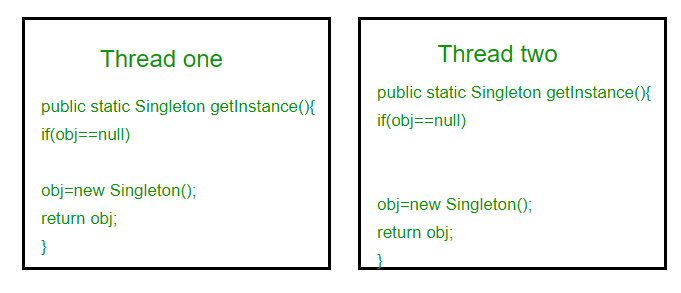 Thread one
public static Singleton getInstance(){
if(obj==null)
obj=new Singleton();
return obj;
}
Thread two
public static Singleton getInstance(){
if(obj==null)
obj=new Singleton();
return obj;
}